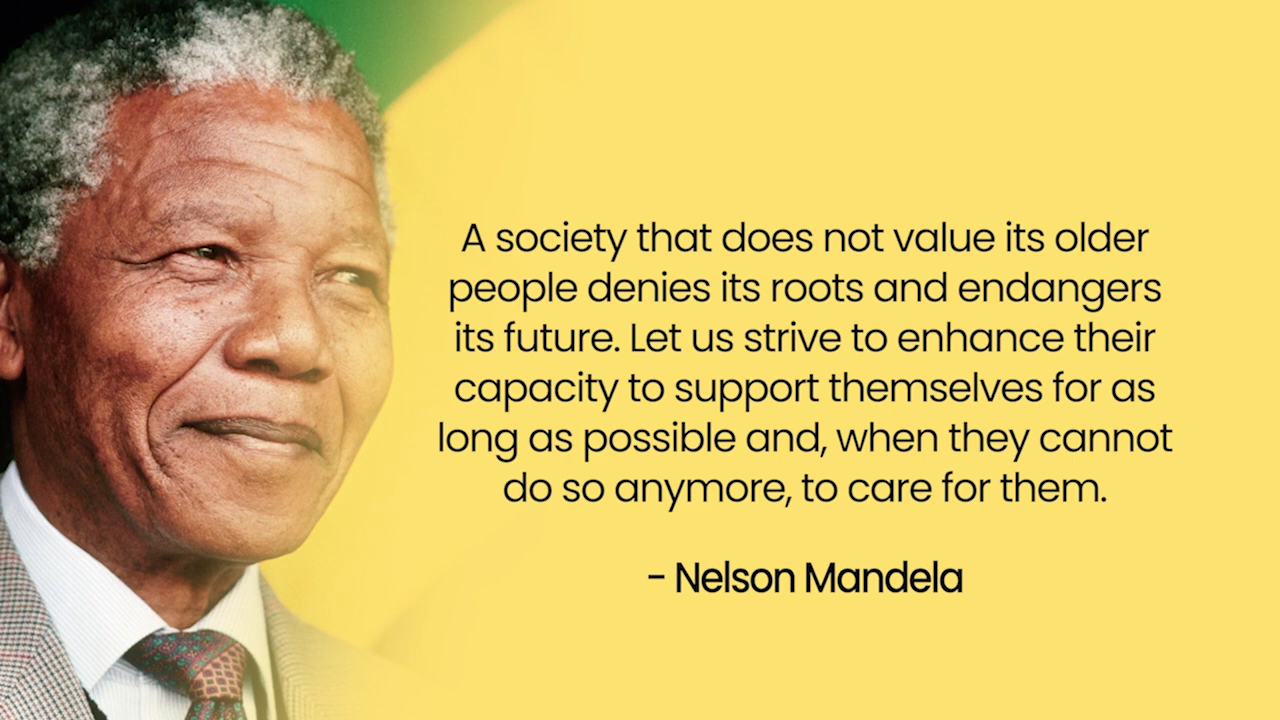 A society that does not value its older
people denies its roots and endangers
its future. Let us strive to enhance their
capacity to support themselves for as
long as possible and, when they cannot
do so anymore, to care for them.
- Nelson Mandela